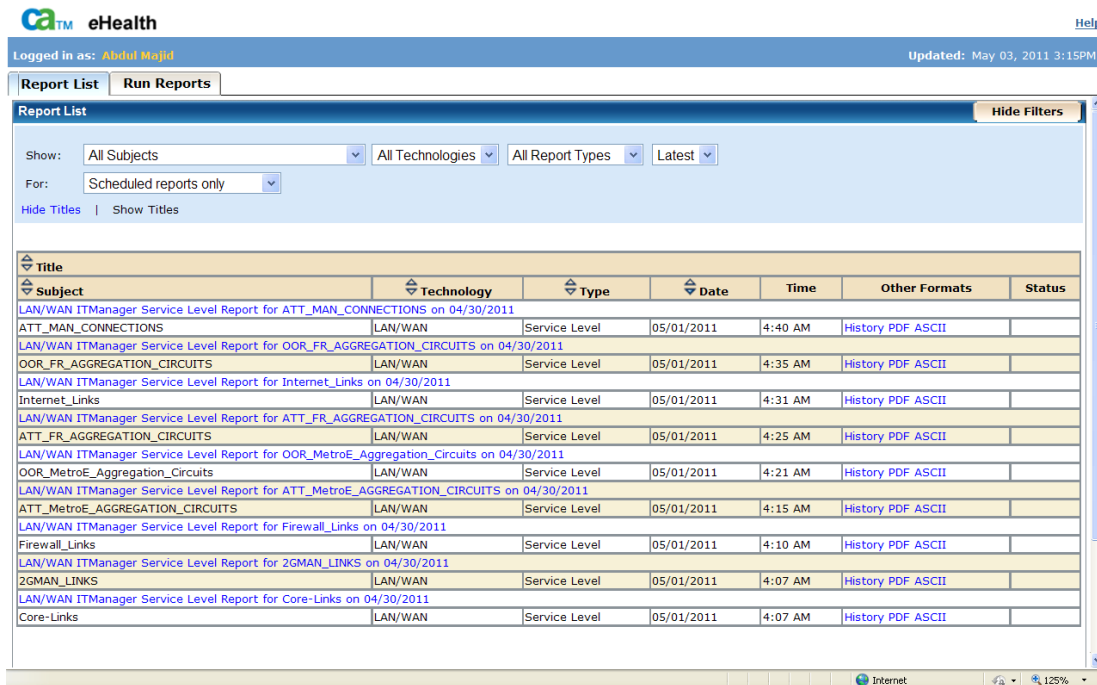 ca TM eHealth
Help
Logged in as: Abdul Majid Updated: May 03, 2011 3:15PM
Report List Run Reports
Report List Hide Filters
Show: All Subjects All Technologies All Report Types Latest
For: Scheduled reports only
Hide Titles | Show Titles
Title
Subject Technology Type Date Time Other Formats Status
LAN/WAN ITManager Service Level Report for ATT_MAN_CONNECTIONS on 04/30/2011
ATT_MAN_CONNECTIONS LAN/WAN Service Level 05/01/2011 4:40 AM History PDF ASCII
LAN/WAN ITManager Service Level Report for OOR_FR_AGGREGATION_CIRCUITS on 04/30/2011
OOR_FR_AGGREGATION_CIRCUITS LAN/WAN Service Level 05/01/2011 4:35 AM History PDF ASCII
LAN/WAN ITManager Service Level Report for Internet_Links on 04/30/2011
Internet_Links LAN/WAN Service Level 05/01/2011 4:31 AM History PDF ASCII
LAN/WAN ITManager Service Level Report for ATT_FR_AGGREGATION_CIRCUITS on 04/30/2011
ATT_FR_AGGREGATION_CIRCUITS LAN/WAN Service Level 05/01/2011 4:25 AM History PDF ASCII
LAN/WAN ITManager Service Level Report for OOR_MetroE_Aggregation_Circuits on 04/30/2011
OOR_MetroE_Aggregation_Circuits LAN/WAN Service Level 05/01/2011 4:21 AM History PDF ASCII
LAN/WAN ITManager Service Level Report for ATT_MetroE_AGGREGATION_CIRCUITS on 04/30/2011
ATT_MetroE_AGGREGATION_CIRCUITS LAN/WAN Service Level 05/01/2011 4:15 AM History PDF ASCII
LAN/WAN ITManager Service Level Report for Firewall_Links on 04/30/2011
Firewall_Links LAN/WAN Service Level 05/01/2011 4:10 AM History PDF ASCII
LAN/WAN ITManager Service Level Report for 2GMAN_LINKS on 04/30/2011
2GMAN_LINKS LAN/WAN Service Level 05/01/2011 4:07 AM History PDF ASCII
LAN/WAN ITManager Service Level Report for Core-Links on 04/30/2011
Core-Links LAN/WAN Service Level 05/01/2011 4:07 AM History PDF ASCII
Internet 125%